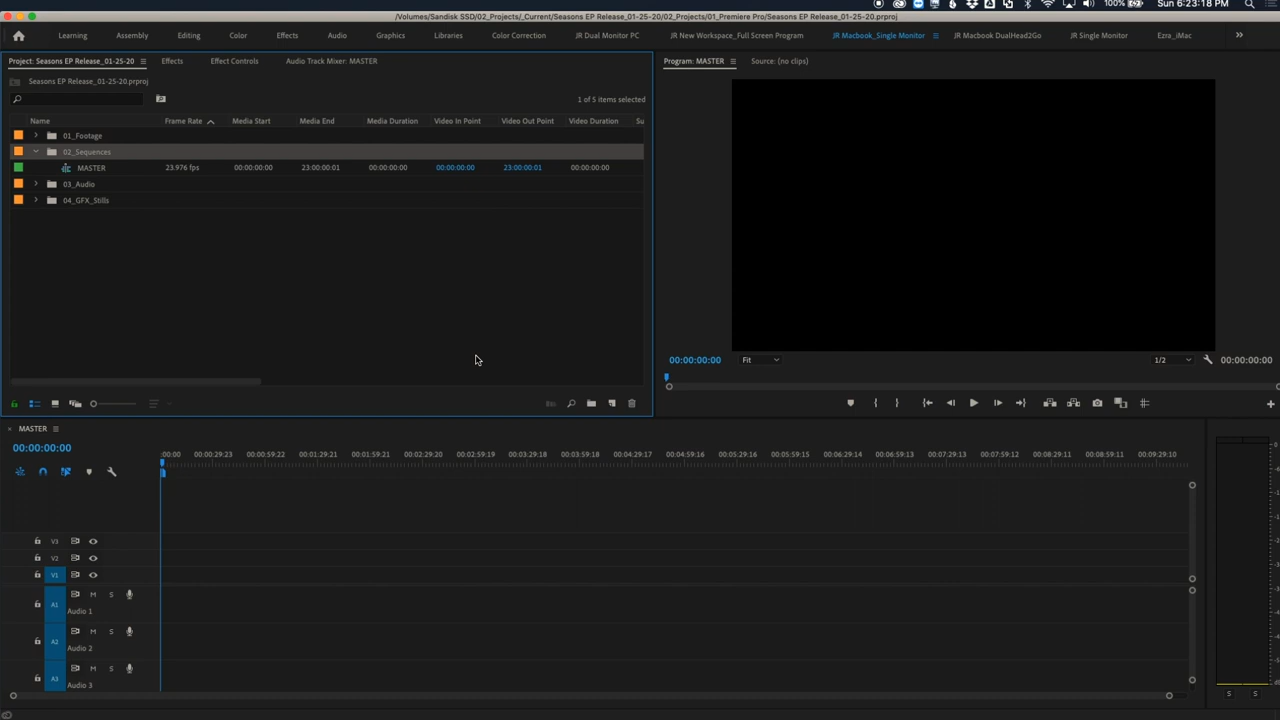 100% Sun 6:23:18 PM
/Volumes/Sandisk SSD/02_Projects/_Current/Seasons EP Release_01-25-20/02_Projects/01_Premiere Pro/Seasons EP Release_01-25-20.prproj
Learning Assembly Editing Color Effects Audio Graphics Libraries Color Correction JR Dual Monitor PC JR New Workspace_Full Screen Program JR Macbook_Single Monitor JR Macbook DualHead2Go JR Single Monitor Ezra_iMac
Project: Seasons EP Release_01-25-20 Effects Effect Controls Audio Track Mixer: MASTER
Program: MASTER Source: (no clips)
Seasons EP Release_01-25-20.prproj
1 of 5 items selected
Name Frame Rate Media Start Media End Media Duration Video In Point Video Out Point Video Duration Su
01_Footage
02_Sequences
MASTER 23.976 fps 00:00:00:00 23:00:00:01 00:00:00:00 00:00:00:00 23:00:00:01 00:00:00:00
03_Audio
04_GFX_Stills
00:00:00:00 Fit 1/2 00:00:00:00
MASTER
00:00:00:00
:00:00 00:00:29:23 00:00:59:22 00:01:29:21 00:01:59:21 00:02:29:20 00:02:59:19 00:03:29:18 00:03:59:18 00:04:29:17 00:04:59:16 00:05:29:16 00:05:59:15 00:06:29:14 00:06:59:13 00:07:29:13 00:07:59:12 00:08:29:11 00:08:59:11 00:09:29:10
V3
V2
V1
A1 M S
Audio 1
A2 M S
Audio 2
A3 M S
Audio 3
S S